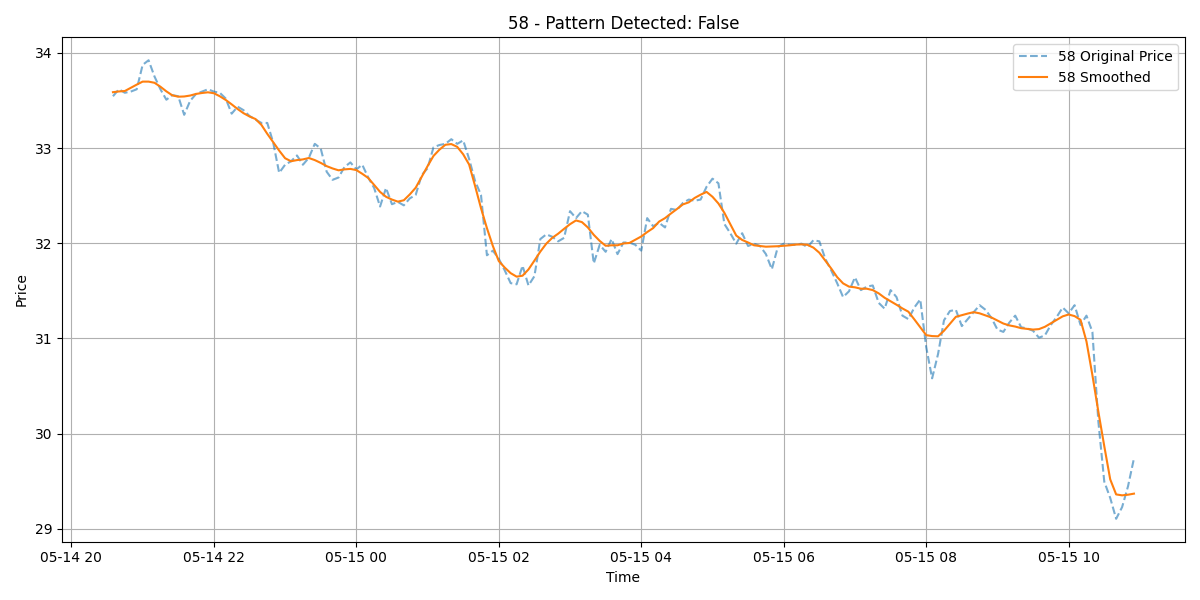 58 - Pattern Detected: False
34
33
32
31
30
29
Price
58 Original Price
58 Smoothed
05-14 20
05-14 22
05-15 00
05-15 02
05-15 04
05-15 06
05-15 08
05-15 10
Time